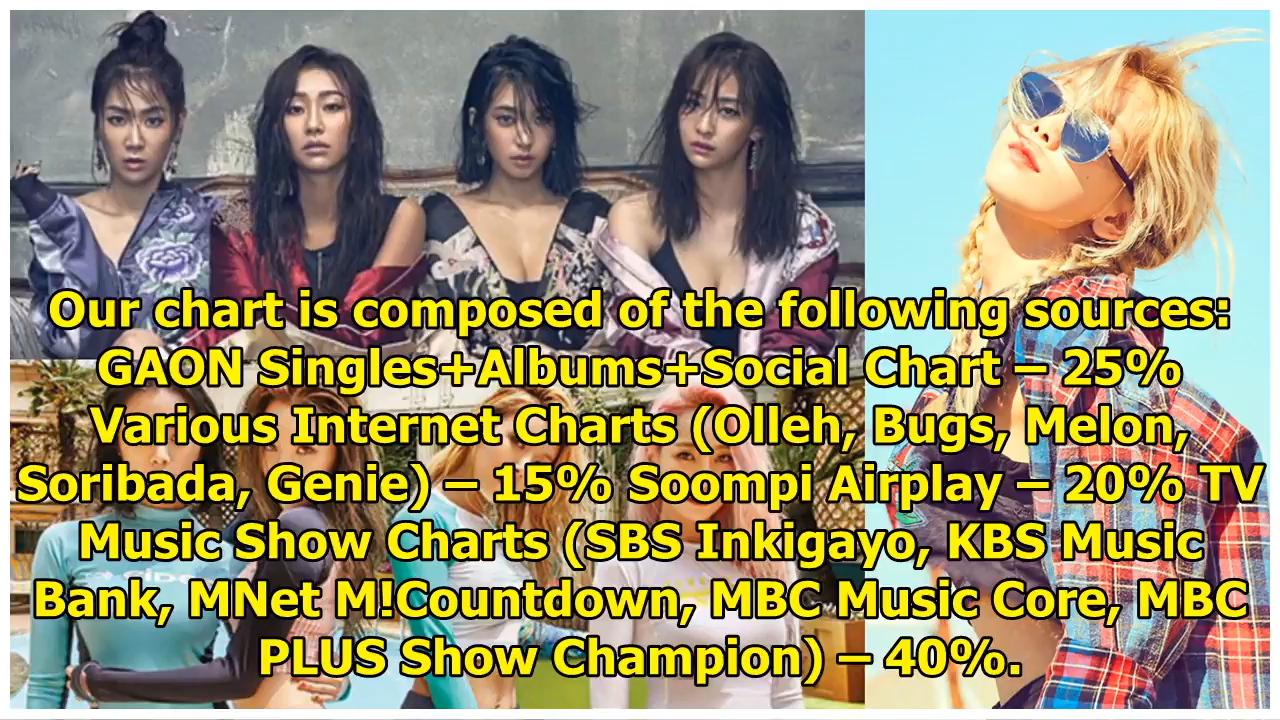 Our chart is composed of the following sources:
GAON Singles+Albums+Social Chart – 25%
Various Internet Charts (Olleh, Bugs, Melon,
Soribada, Genie) – 15% Soompi Airplay – 20% TV
Music Show Charts (SBS Inkigayo, KBS Music
Bank, MNet M!Countdown, MBC Music Core, MBC
PLUS Show Champion) – 40%.